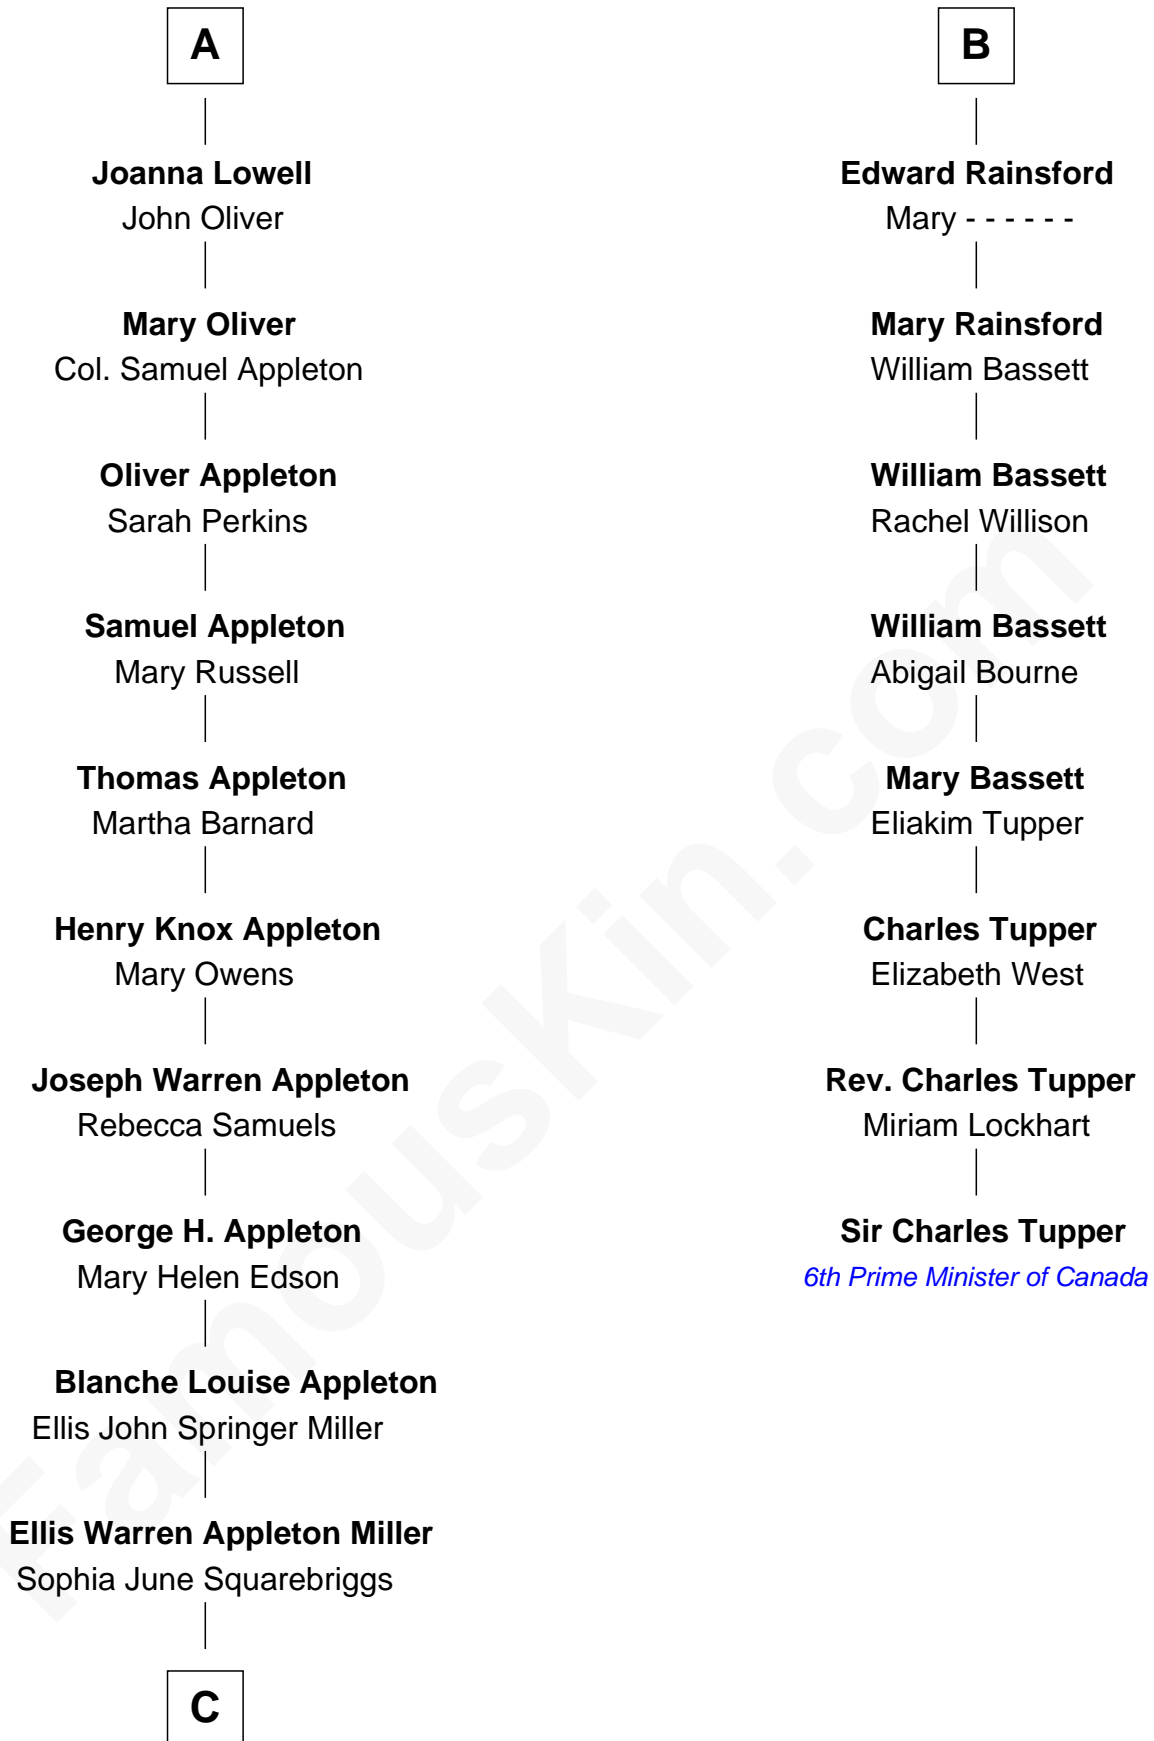 A
Joanna Lowell
John Oliver
Mary Oliver
Col. Samuel Appleton
Oliver Appleton
Sarah Perkins
Samuel Appleton
Mary Russell
Thomas Appleton
Martha Barnard
Henry Knox Appleton
Mary Owens
Joseph Warren Appleton
Rebecca Samuels
George H. Appleton
Mary Helen Edson
Blanche Louise Appleton
Ellis John Springer Miller
Ellis Warren Appleton Miller
Sophia June Squarebriggs
C
B
Edward Rainsford
Mary - - - - - -
Mary Rainsford
William Bassett
William Bassett
Rachel Willison
William Bassett
Abigail Bourne
Mary Bassett
Eliakim Tupper
Charles Tupper
Elizabeth West
Rev. Charles Tupper
Miriam Lockhart
Sir Charles Tupper
6th Prime Minister of Canada
FamousKin.com